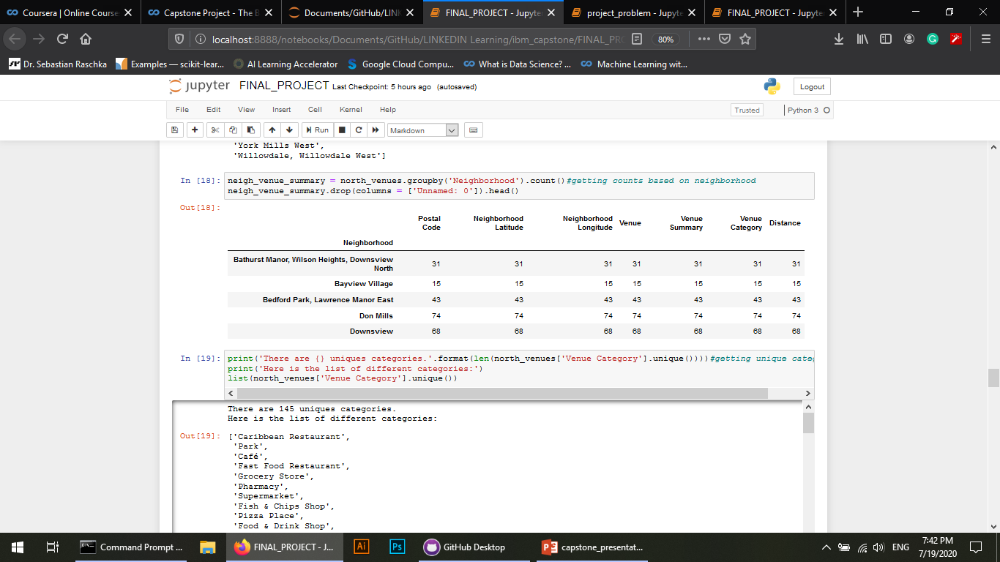 Coursera | Online Course
Capstone Project - The B
Documents/GitHub/LIN
FINAL_PROJECT - Jupyte
project_problem - Jupyte
FINAL_PROJECT - Jupyte
localhost:8888/notebooks/Documents/GitHub/LINKEDIN Learning/ibm_capstone/FINAL_PRO
80%
Dr. Sebastian Raschka
Examples — scikit-lear...
AI Learning Accelerator
Google Cloud Compu...
What is Data Science? ...
Machine Learning wit...
jupyter FINAL_PROJECT Last Checkpoint: 5 hours ago (autosaved)
Logout
File Edit View Insert Cell Kernel Help
Trusted
Python 3
Run
Markdown
'York Mills West',
'Willowdale, Willowdale West']
In [18]: neigh_venue_summary = north_venues.groupby('Neighborhood').count()#getting counts based on neighborhood
neigh_venue_summary.drop(columns = ['Unnamed: 0']).head()
Out[18]:
Postal Code Neighborhood Latitude Neighborhood Longitude Venue Venue Summary Venue Category Distance
Neighborhood
Bathurst Manor, Wilson Heights, Downsview North 31 31 31 31 31 31 31
Bayview Village 15 15 15 15 15 15 15
Bedford Park, Lawrence Manor East 43 43 43 43 43 43 43
Don Mills 74 74 74 74 74 74 74
Downsview 68 68 68 68 68 68 68
In [19]: print('There are {} uniques categories.'.format(len(north_venues['Venue Category'].unique())))#getting unique categ
print('Here is the list of different categories:')
list(north_venues['Venue Category'].unique())
There are 145 uniques categories.
Here is the list of different categories:
Out[19]: ['Caribbean Restaurant',
'Park',
'Café',
'Fast Food Restaurant',
'Grocery Store',
'Pharmacy',
'Supermarket',
'Fish & Chips Shop',
'Pizza Place',
'Food & Drink Shop',
Command Prompt ...
FINAL_PROJECT - J...
Ai
Ps
GitHub Desktop
capstone_presentat...
ENG
7:42 PM
7/19/2020